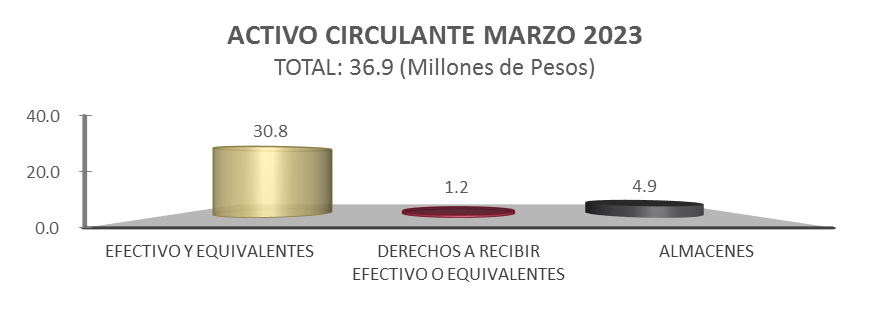 ACTIVO CIRCULANTE MARZO 2023
TOTAL: 36.9 (Millones de Pesos)
40.0
20.0
0.0
30.8
1.2
4.9
EFECTIVO Y EQUIVALENTES
DERECHOS A RECIBIR
EFECTIVO O EQUIVALENTES
ALMACENES